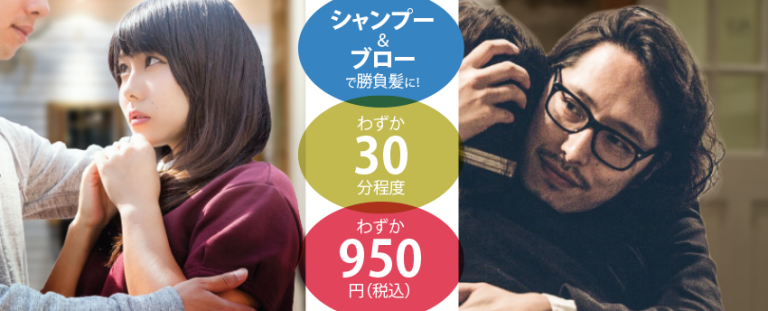 シャンプー
&
ブロー
で勝負髪に!
わずか
30
分程度
わずか
950
円(税込)